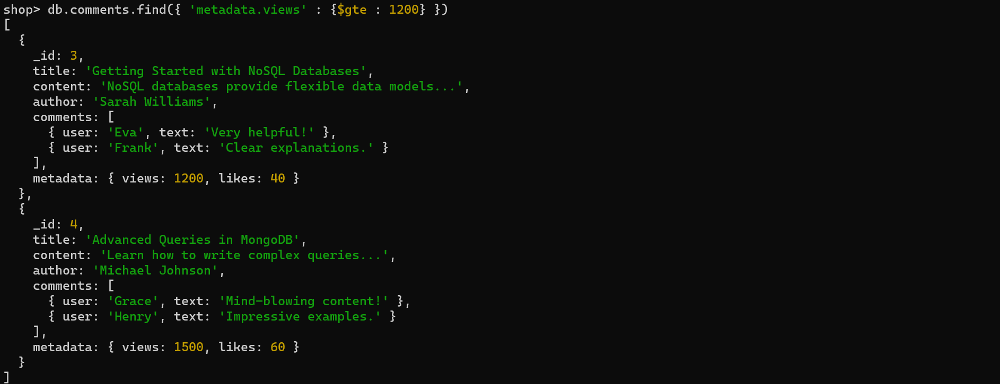 shop> db.comments.find({ 'metadata.views' : {$gte : 1200} })
[
  {
    _id: 3,
    title: 'Getting Started with NoSQL Databases',
    content: 'NoSQL databases provide flexible data models...',
    author: 'Sarah Williams',
    comments: [
      { user: 'Eva', text: 'Very helpful!' },
      { user: 'Frank', text: 'Clear explanations.' }
    ],
    metadata: { views: 1200, likes: 40 }
  },
  {
    _id: 4,
    title: 'Advanced Queries in MongoDB',
    content: 'Learn how to write complex queries...',
    author: 'Michael Johnson',
    comments: [
      { user: 'Grace', text: 'Mind-blowing content!' },
      { user: 'Henry', text: 'Impressive examples.' }
    ],
    metadata: { views: 1500, likes: 60 }
  }
]